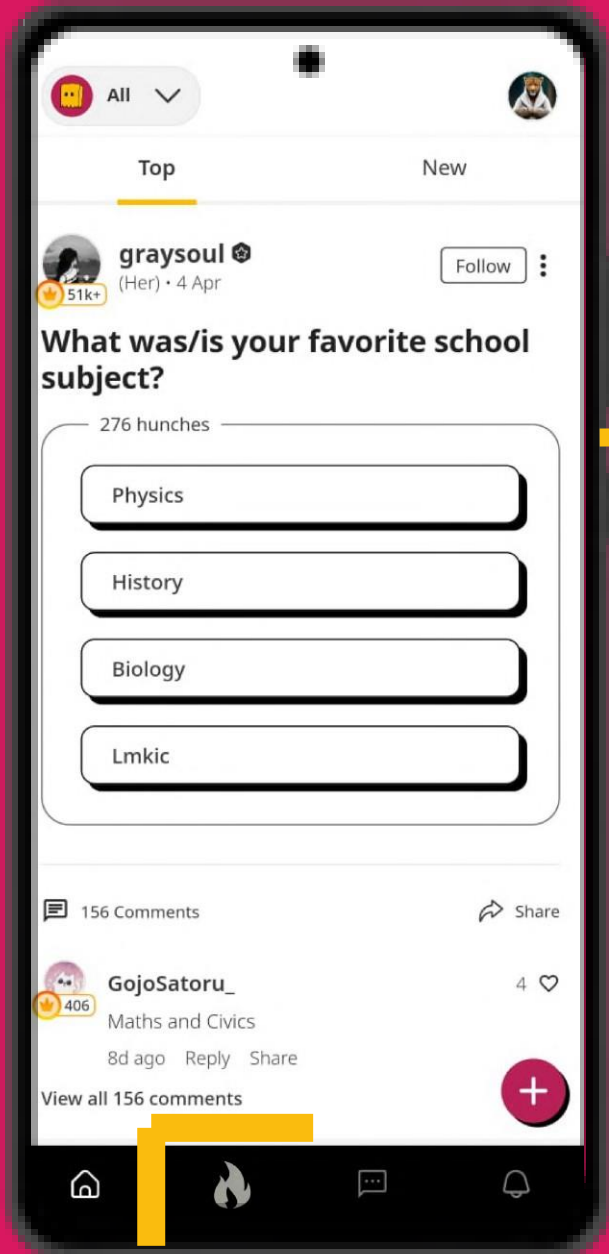 All
Top New
graysoul
(Her) • 4 Apr
Follow
51k+
What was/is your favorite school
subject?
276 hunches
Physics
History
Biology
Lmkic
156 Comments Share
GojoSatoru_ 4
406
Maths and Civics
8d ago Reply Share
View all 156 comments